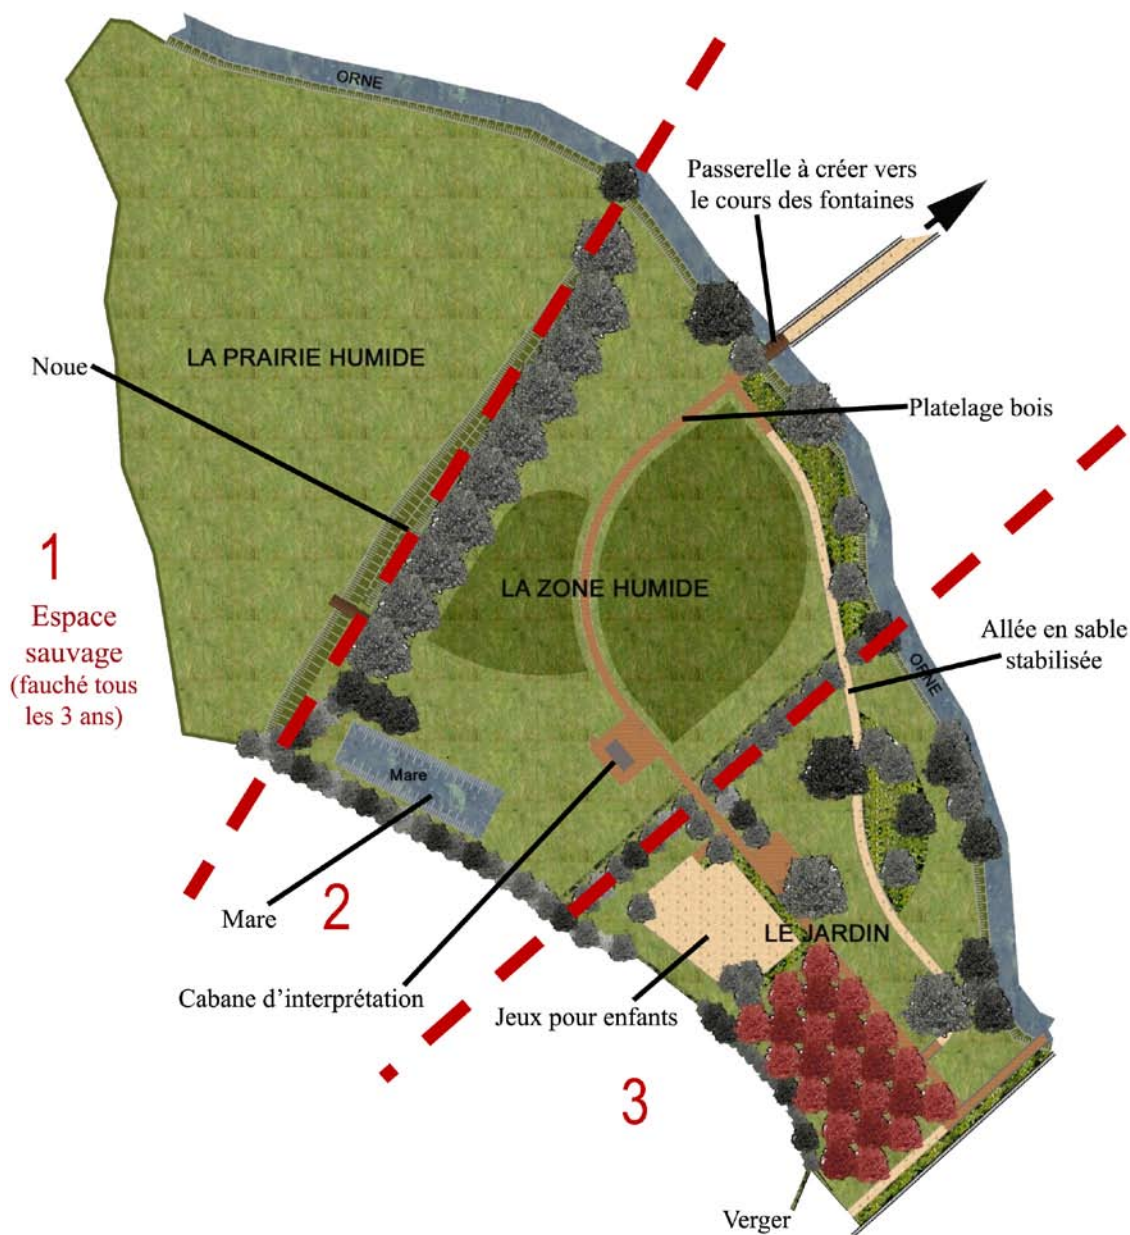 ORNE
Passerelle à créer vers
le cours des fontaines
LA PRAIRIE HUMIDE
Noue
Platelage bois
1
Espace
sauvage
(fauché tous
les 3 ans)
LA ZONE HUMIDE
Allée en sable
stabilisée
ORNE
Mare
Mare
2
LE JARDIN
Cabane d'interprétation
Jeux pour enfants
3
Verger